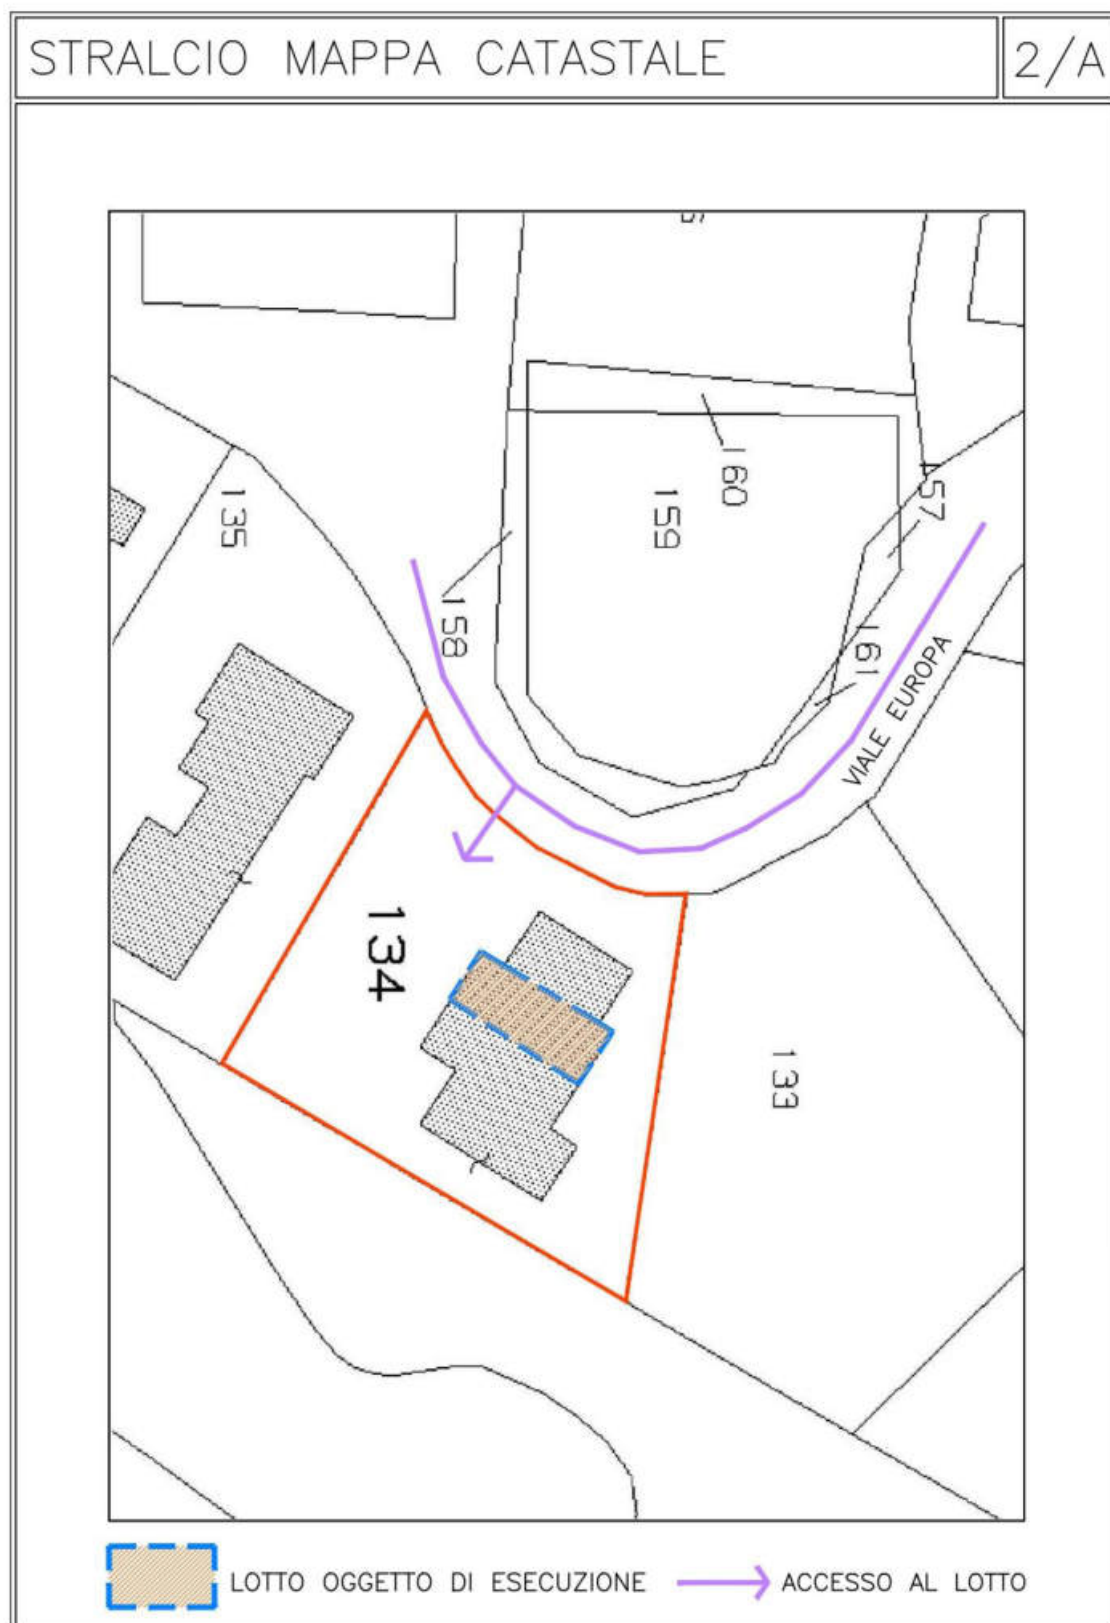 STRALCIO MAPPA CATASTALE
2/A
135
160
159
157
158
161
VIALE EUROPA
134
133
LOTTO OGGETTO DI ESECUZIONE
ACCESSO AL LOTTO